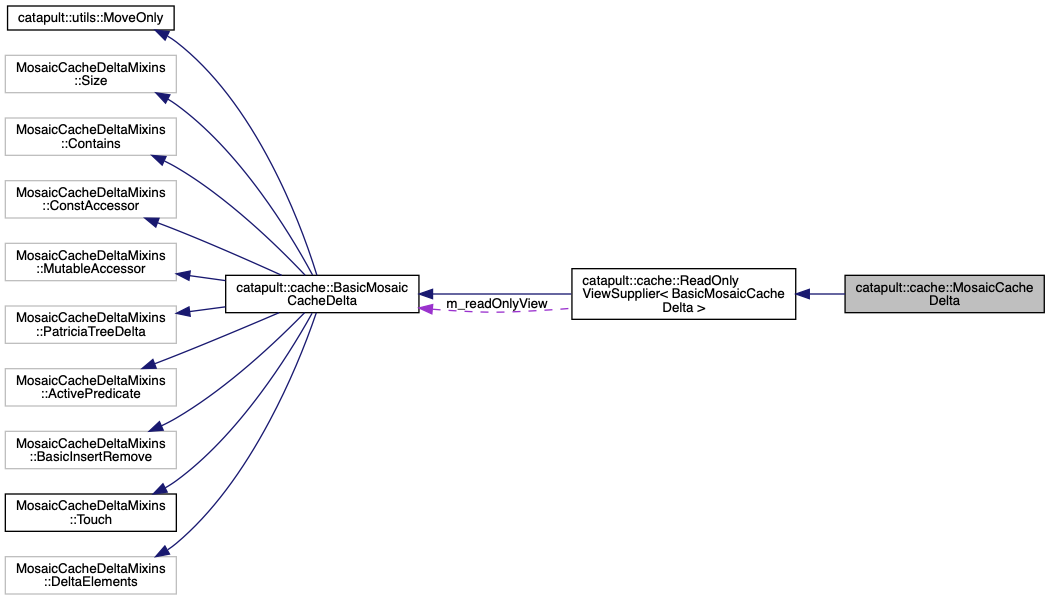 catapult::utils::MoveOnly
MosaicCacheDeltaMixins
::Size
MosaicCacheDeltaMixins
::Contains
MosaicCacheDeltaMixins
::ConstAccessor
MosaicCacheDeltaMixins
::MutableAccessor
MosaicCacheDeltaMixins
::PatriciaTreeDelta
MosaicCacheDeltaMixins
::ActivePredicate
MosaicCacheDeltaMixins
::BasicInsertRemove
MosaicCacheDeltaMixins
::Touch
MosaicCacheDeltaMixins
::DeltaElements
catapult::cache::BasicMosaic
CacheDelta
m_readOnlyView
catapult::cache::ReadOnly
ViewSupplier< BasicMosaicCache
Delta >
catapult::cache::MosaicCache
Delta